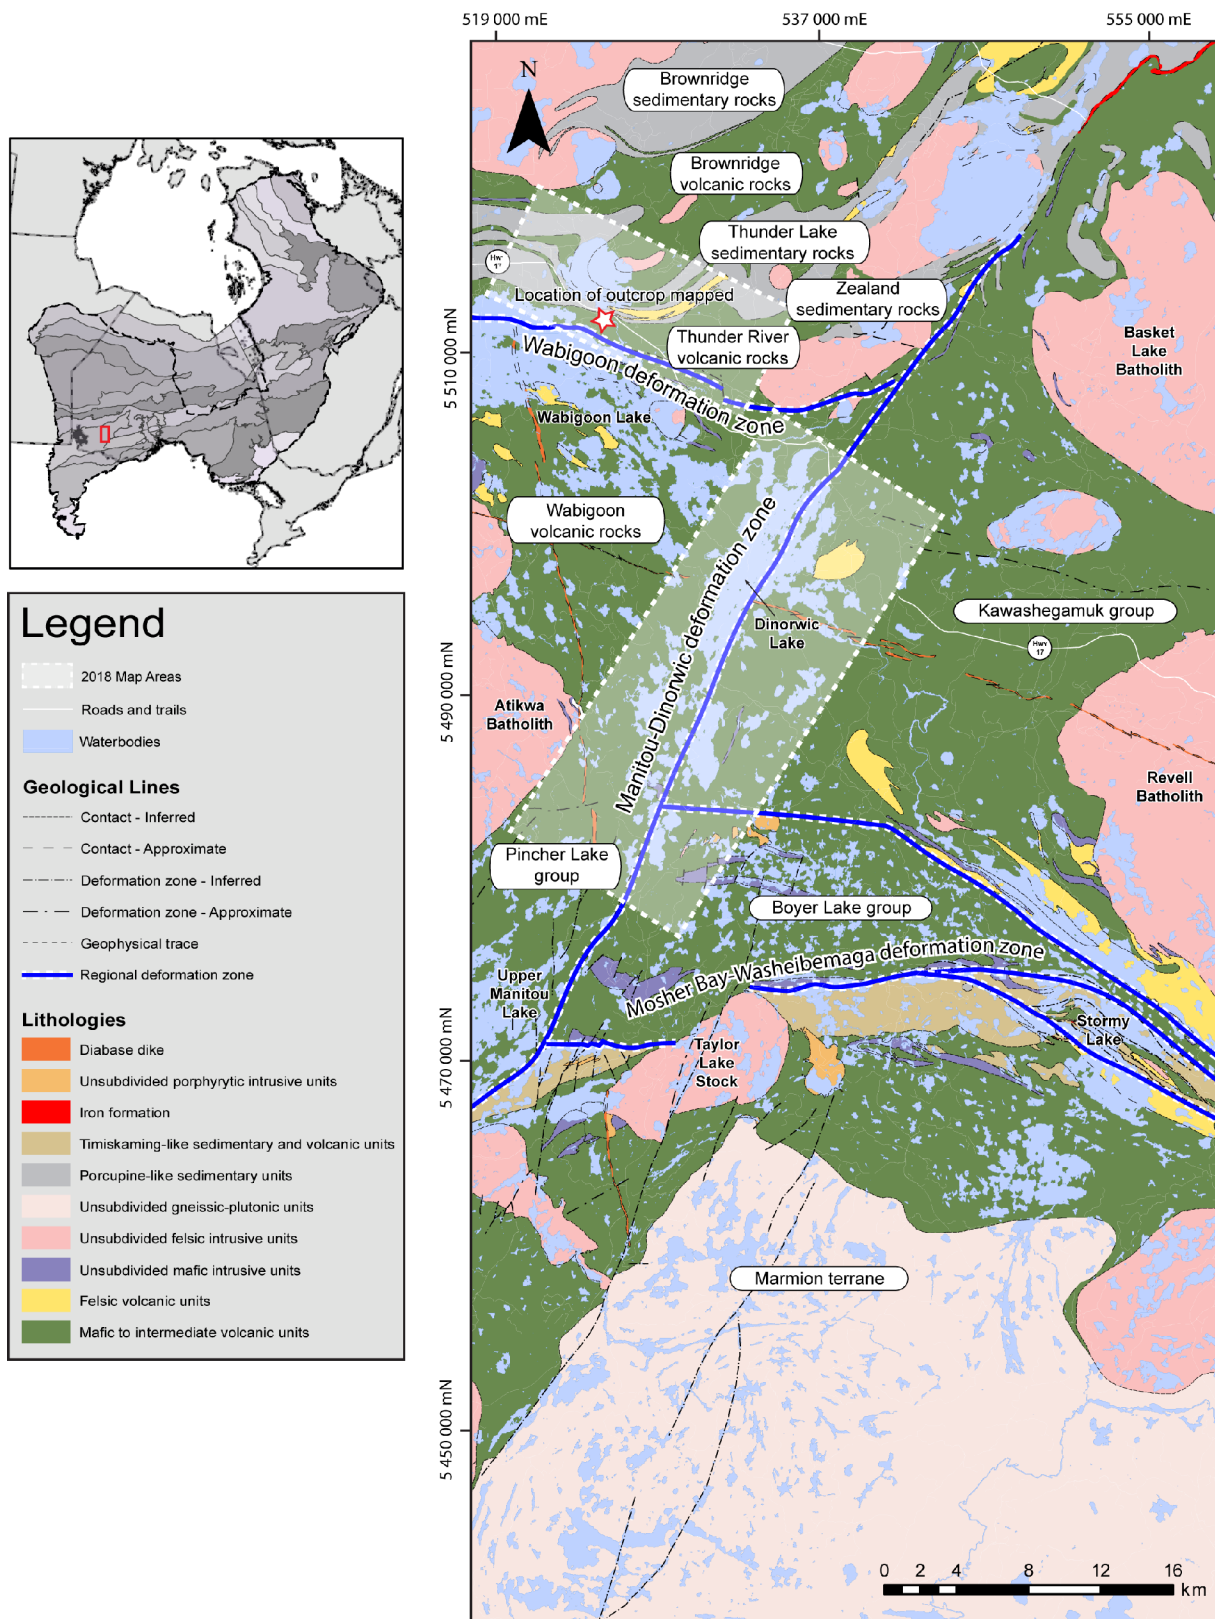 519 000 mE
537 000 mE
555 000 mE
N
Brownridge
sedimentary rocks
Brownridge
volcanic rocks
Thunder Lake
sedimentary rocks
Hwy
17
Zealand
sedimentary rocks
Location of outcrop mapped
Thunder River
volcanic rocks
5 510 000 mN
Basket
Lake
Batholith
Wabigoon deformation zone
Wabigoon Lake
Wabigoon
volcanic rocks
Manitou-Dinorwic deformation zone
Kawashegamuk group
Dinorwic
Lake
Hwy
17
5 490 000 mN
Atikwa
Batholith
Revell
Batholith
Pincher Lake
group
Boyer Lake group
Mosher Bay-Washeibemaga deformation zone
Upper
Manitou
Lake
Stormy
Lake
Taylor
Lake
Stock
5 470 000 mN
Marmion terrane
5 450 000 mN
0 2 4 8 12 16
km
Legend
2018 Map Areas
Roads and trails
Waterbodies
Geological Lines
Contact - Inferred
Contact - Approximate
Deformation zone - Inferred
Deformation zone - Approximate
Geophysical trace
Regional deformation zone
Lithologies
Diabase dike
Unsubdivided porphyrytic intrusive units
Iron formation
Timiskaming-like sedimentary and volcanic units
Porcupine-like sedimentary units
Unsubdivided gneissic-plutonic units
Unsubdivided felsic intrusive units
Unsubdivided mafic intrusive units
Felsic volcanic units
Mafic to intermediate volcanic units